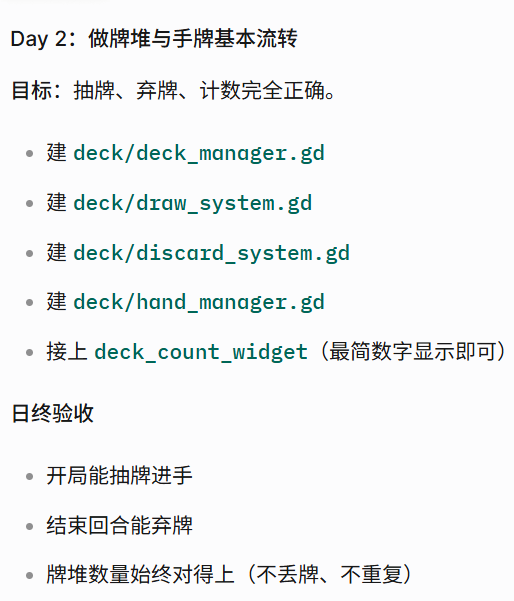 Day 2：做牌堆与手牌基本流转
目标：抽牌、弃牌、计数完全正确。
建 deck/deck_manager.gd
建 deck/draw_system.gd
建 deck/discard_system.gd
建 deck/hand_manager.gd
接上 deck_count_widget（最简数字显示即可）
日终验收
开局能抽牌进手
结束回合能弃牌
牌堆数量始终对得上（不丢牌、不重复）